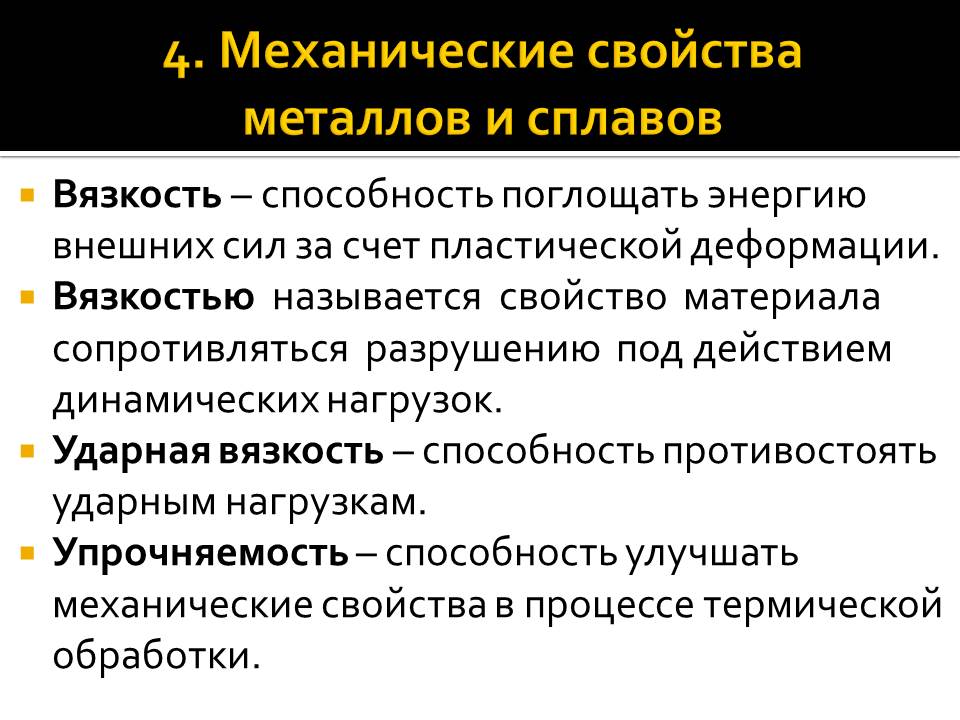 4. Механические свойства
металлов и сплавов
Вязкость – способность поглощать энергию
внешних сил за счет пластической деформации.
Вязкостью называется свойство материала
сопротивляться разрушению под действием
динамических нагрузок.
Ударная вязкость – способность противостоять
ударным нагрузкам.
Упрочняемость – способность улучшать
механические свойства в процессе термической
обработки.